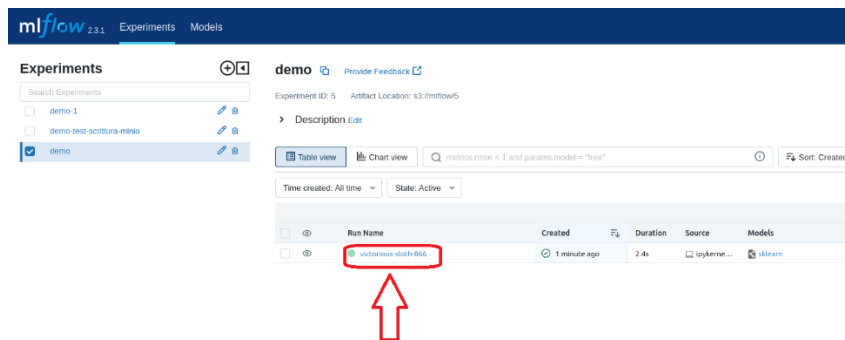 mlflow 2.3.1 Experiments Models
Experiments
Search Experiments
demo-1
demo-test-scrittura-minio
demo
demo Provide Feedback
Experiment ID: 5 Artifact Location: s3://mlflow/5
Description Edit
Table view Chart view metrics.rmse < 1 and params.model = "tree" Sort: Created
Time created: All time State: Active
Run Name Created Duration Source Models
victorious-sloth-866 1 minute ago 2.4s ipykerne... sklearn